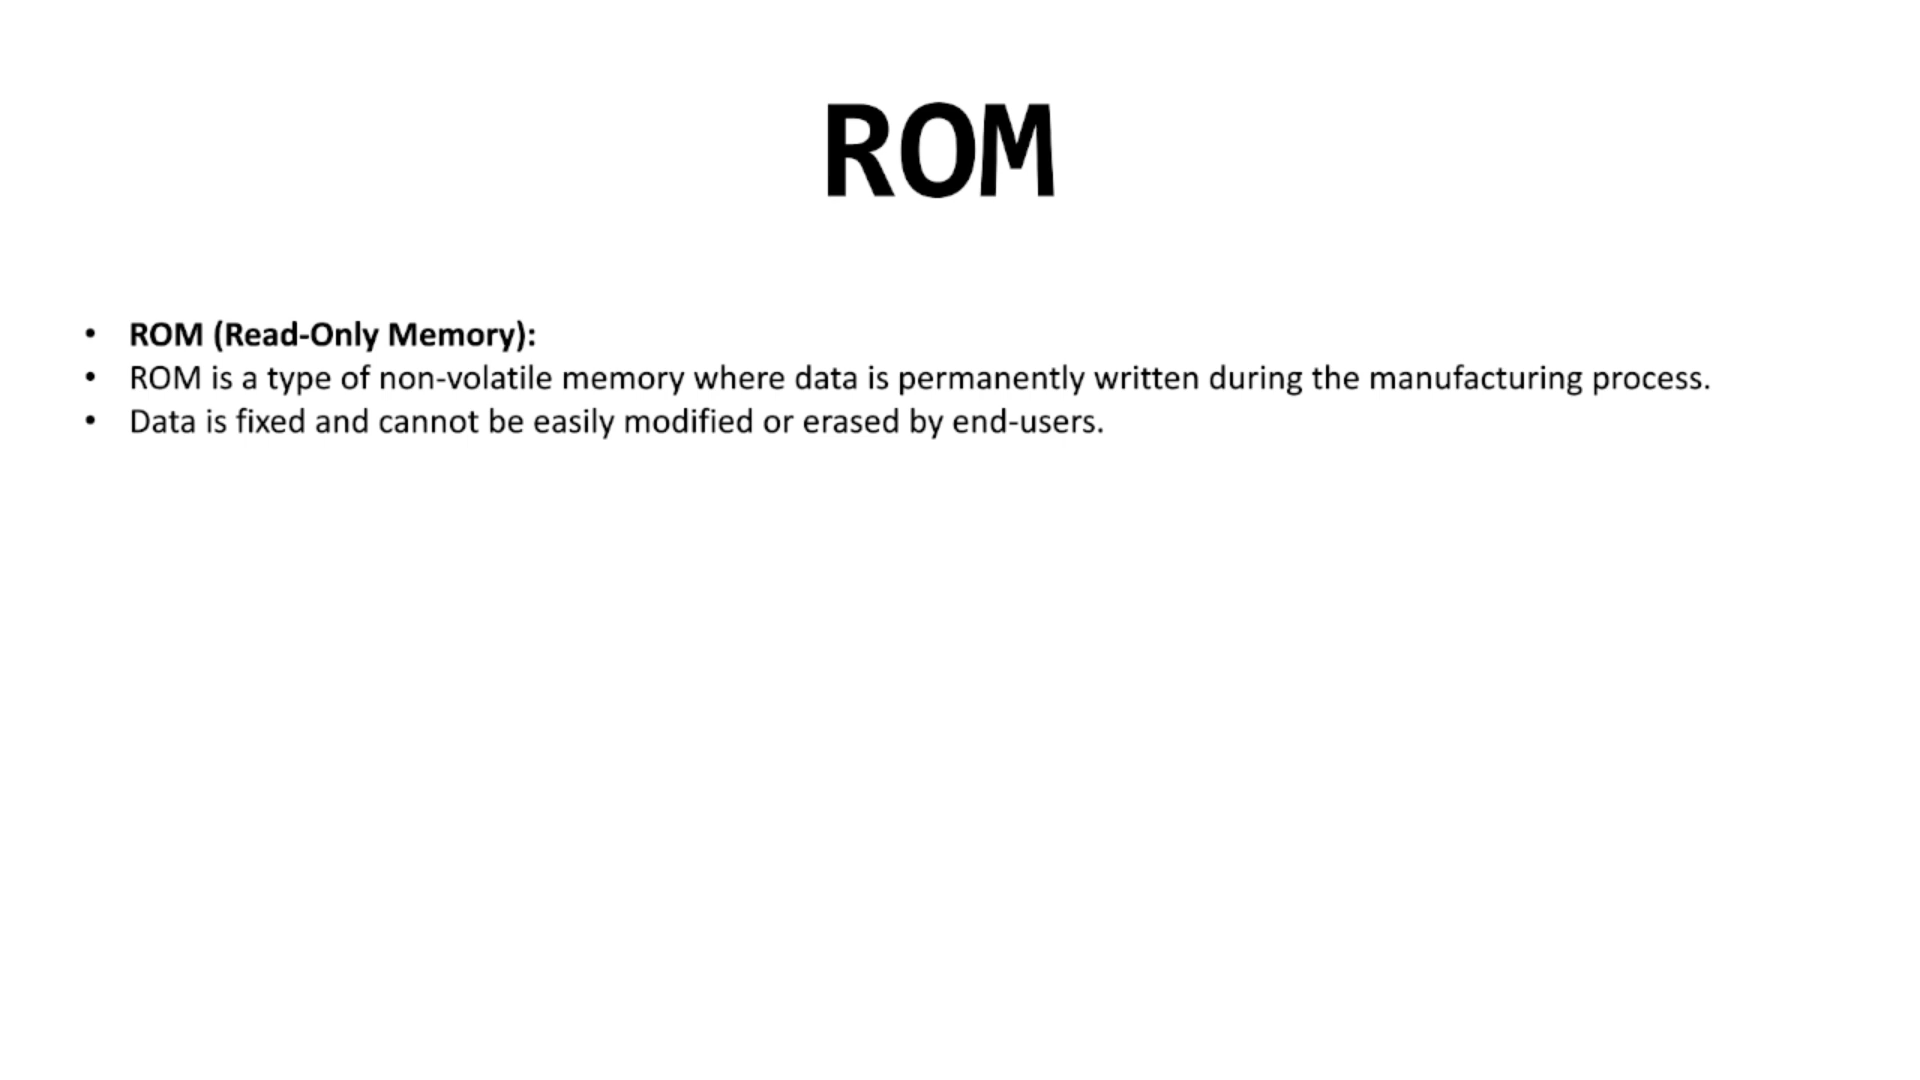 ROM
• ROM (Read-Only Memory):
• ROM is a type of non-volatile memory where data is permanently written during the manufacturing process.
• Data is fixed and cannot be easily modified or erased by end-users.